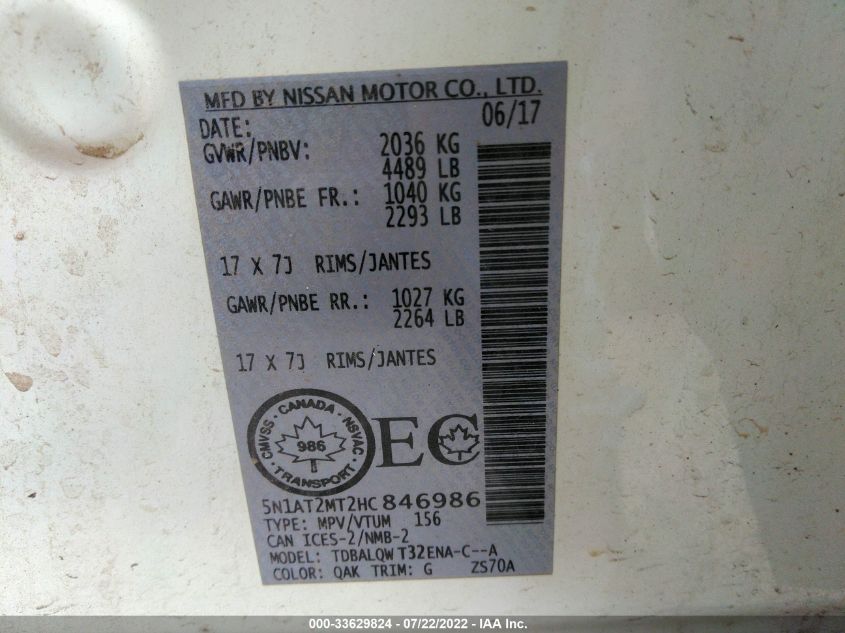 MFD BY NISSAN MOTOR CO., LTD.
DATE: 06/17
GVWR/PNBV: 2036 KG
4489 LB
GAWR/PNBE FR.: 1040 KG
2293 LB
17 X 7J RIMS/JANTES
GAWR/PNBE RR.: 1027 KG
2264 LB
17 X 7J RIMS/JANTES
CANADA
CMVSS · NSVAC
986
TRANSPORT
EC
5N1AT2MT2HC846986
TYPE: MPV/VTUM 156
CAN ICES-2/NMB-2
MODEL: TDBALQW T32ENA-C--A
COLOR: QAK TRIM: G ZS70A
000-33629824 - 07/22/2022 - IAA Inc.